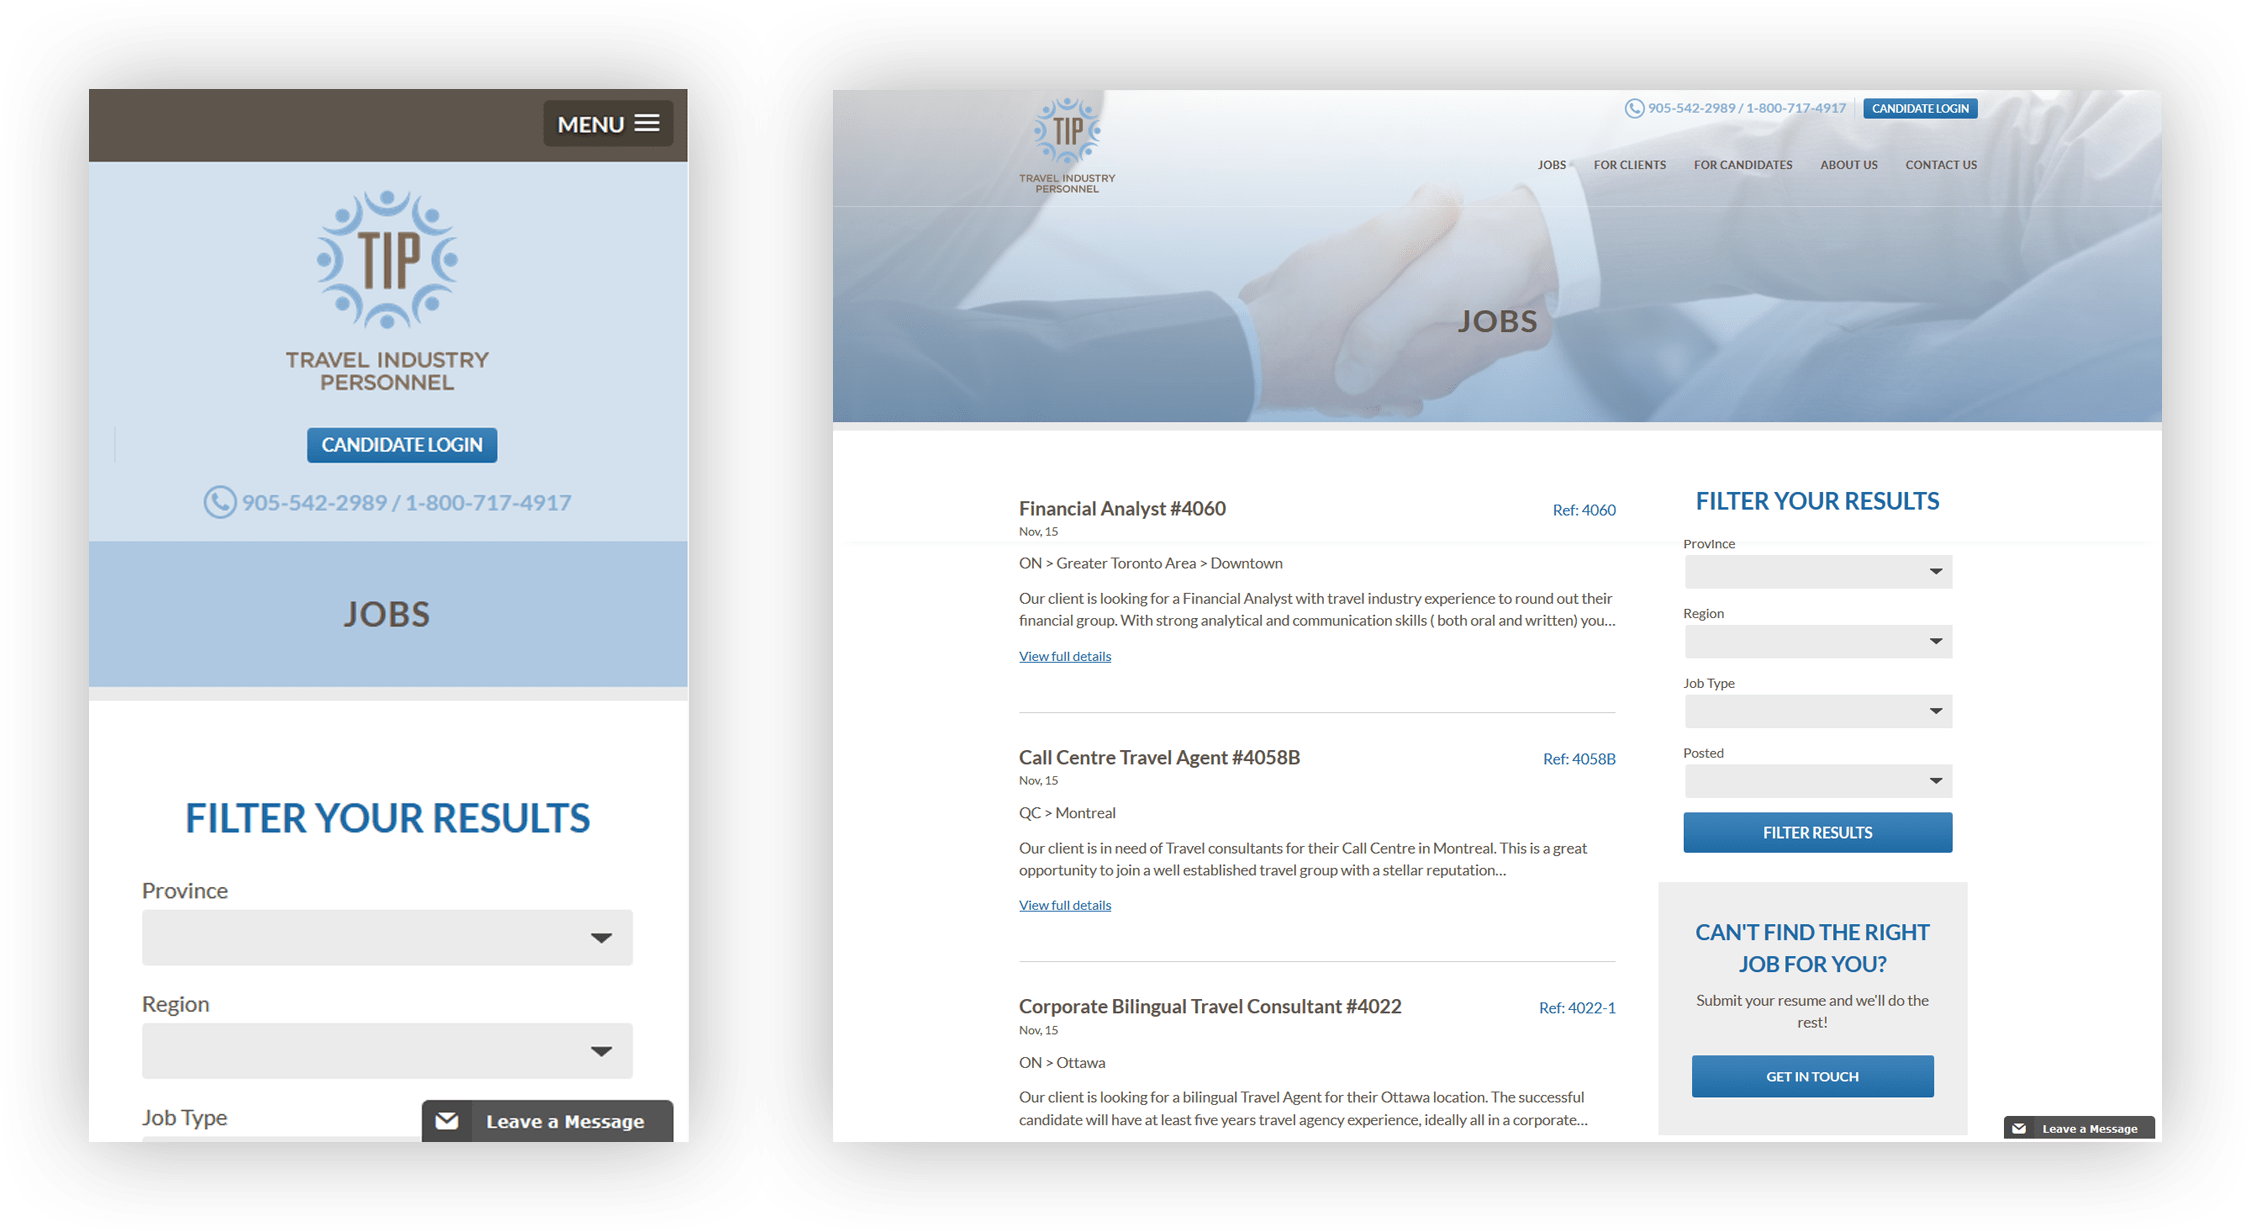 MENU
TIP
TRAVEL INDUSTRY
PERSONNEL
CANDIDATE LOGIN
905-542-2989 / 1-800-717-4917
JOBS
FILTER YOUR RESULTS
Province
Region
Job Type
Leave a Message
TIP
TRAVEL INDUSTRY
PERSONNEL
905-542-2989 / 1-800-717-4917
CANDIDATE LOGIN
JOBS
FOR CLIENTS
FOR CANDIDATES
ABOUT US
CONTACT US
JOBS
Financial Analyst #4060
Ref: 4060
Nov, 15
ON > Greater Toronto Area > Downtown
Our client is looking for a Financial Analyst with travel industry experience to round out their
financial group. With strong analytical and communication skills ( both oral and written) you...
View full details
Call Centre Travel Agent #4058B
Ref: 4058B
Nov, 15
QC > Montreal
Our client is in need of Travel consultants for their Call Centre in Montreal. This is a great
opportunity to join a well established travel group with a stellar reputation...
View full details
Corporate Bilingual Travel Consultant #4022
Ref: 4022-1
Nov, 15
ON > Ottawa
Our client is looking for a bilingual Travel Agent for their Ottawa location. The successful
candidate will have at least five years travel agency experience, ideally all in a corporate...
FILTER YOUR RESULTS
Province
Region
Job Type
Posted
FILTER RESULTS
CAN'T FIND THE RIGHT
JOB FOR YOU?
Submit your resume and we'll do the
rest!
GET IN TOUCH
Leave a Message